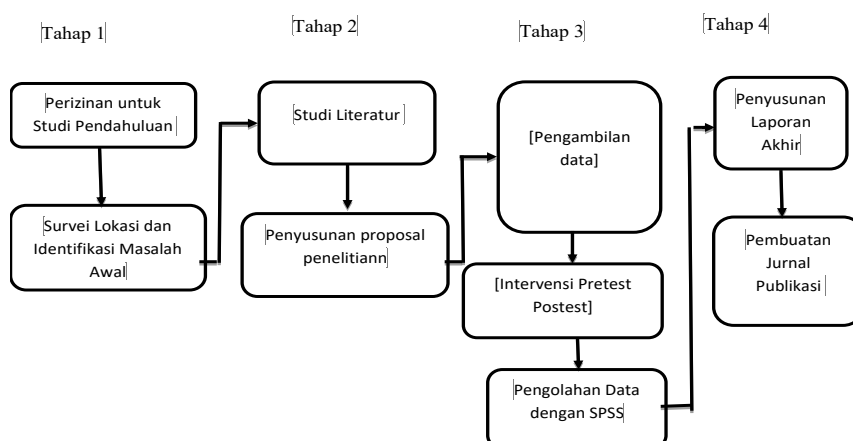 Tahap 1
Tahap 2
Tahap 3
Tahap 4
Perizinan untuk
Studi Pendahuluan
Survei Lokasi dan
Identifikasi Masalah
Awal
Studi Literatur
Penyusunan proposal
penelitiann
[Pengambilan
data]
[Intervensi Pretest
Postest]
Pengolahan Data
dengan SPSS
Penyusunan
Laporan
Akhir
Pembuatan
Jurnal
Publikasi